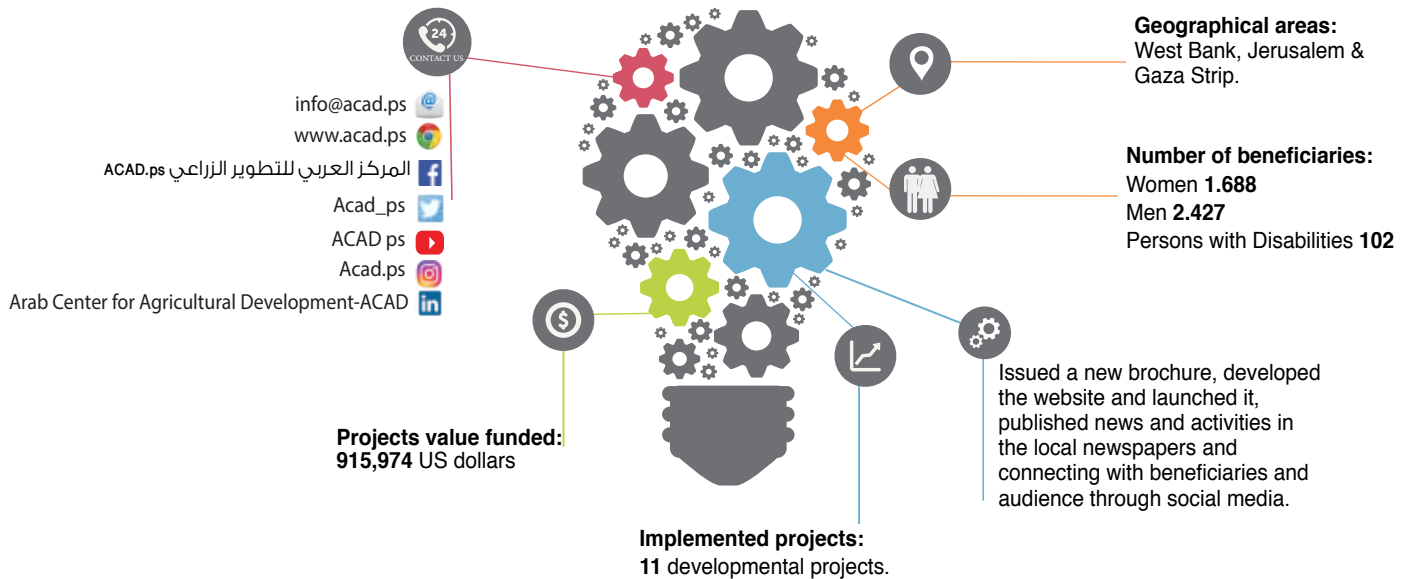 24
CONTACT US
info@acad.ps
www.acad.ps
المركز العربي للتطوير الزراعي ACAD.ps
Acad_ps
ACAD ps
Acad.ps
Arab Center for Agricultural Development-ACAD
in
Geographical areas:
West Bank, Jerusalem &
Gaza Strip.
Number of beneficiaries:
Women 1.688
Men 2.427
Persons with Disabilities 102
$
Projects value funded:
915,974 US dollars
Issued a new brochure, developed
the website and launched it,
published news and activities in
the local newspapers and
connecting with beneficiaries and
audience through social media.
Implemented projects:
11 developmental projects.